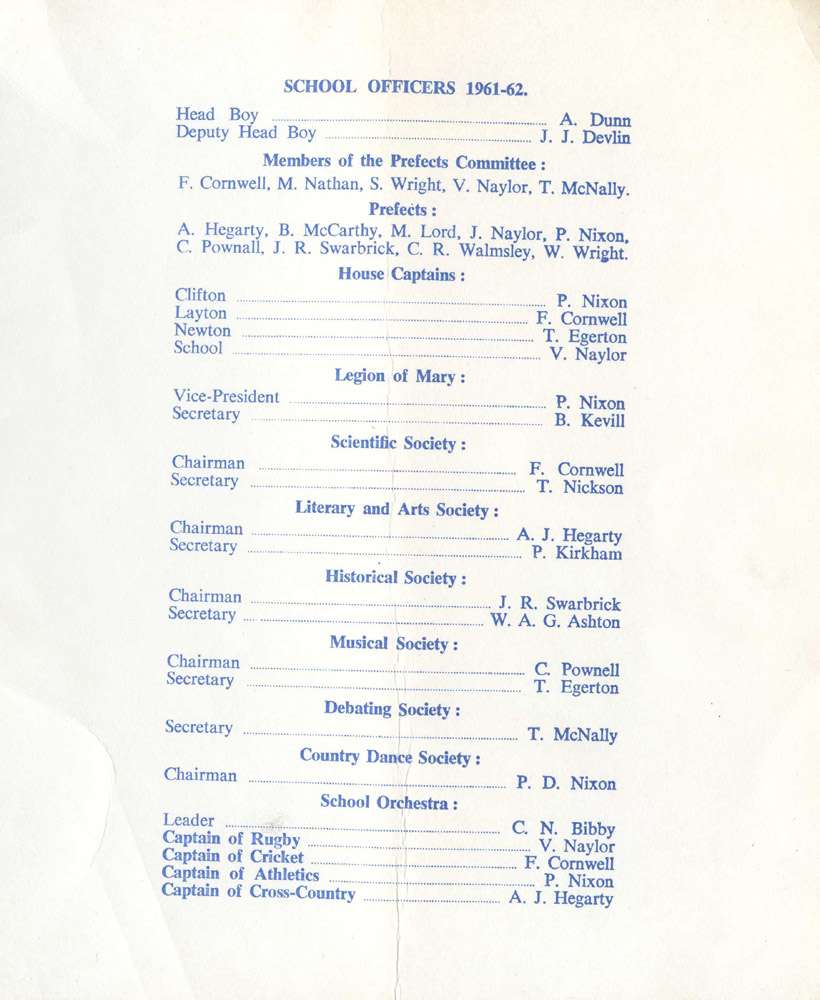 SCHOOL OFFICERS 1961-62.
Head Boy ........ A. Dunn
Deputy Head Boy ........ J. J. Devlin
Members of the Prefects Committee :
F. Cornwell, M. Nathan, S. Wright, V. Naylor, T. McNally.
Prefects :
A. Hegarty, B. McCarthy, M. Lord, J. Naylor, P. Nixon,
C. Pownall, J. R. Swarbrick, C. R. Walmsley, W. Wright.
House Captains :
Clifton ........ P. Nixon
Layton ........ F. Cornwell
Newton ........ T. Egerton
School ........ V. Naylor
Legion of Mary :
Vice-President ........ P. Nixon
Secretary ........ B. Kevill
Scientific Society :
Chairman ........ F. Cornwell
Secretary ........ T. Nickson
Literary and Arts Society :
Chairman ........ A. J. Hegarty
Secretary ........ P. Kirkham
Historical Society :
Chairman ........ J. R. Swarbrick
Secretary ........ W. A. G. Ashton
Musical Society :
Chairman ........ C. Pownell
Secretary ........ T. Egerton
Debating Society :
Secretary ........ T. McNally
Country Dance Society :
Chairman ........ P. D. Nixon
School Orchestra :
Leader ........ C. N. Bibby
Captain of Rugby ........ V. Naylor
Captain of Cricket ........ F. Cornwell
Captain of Athletics ........ P. Nixon
Captain of Cross-Country ........ A. J. Hegarty